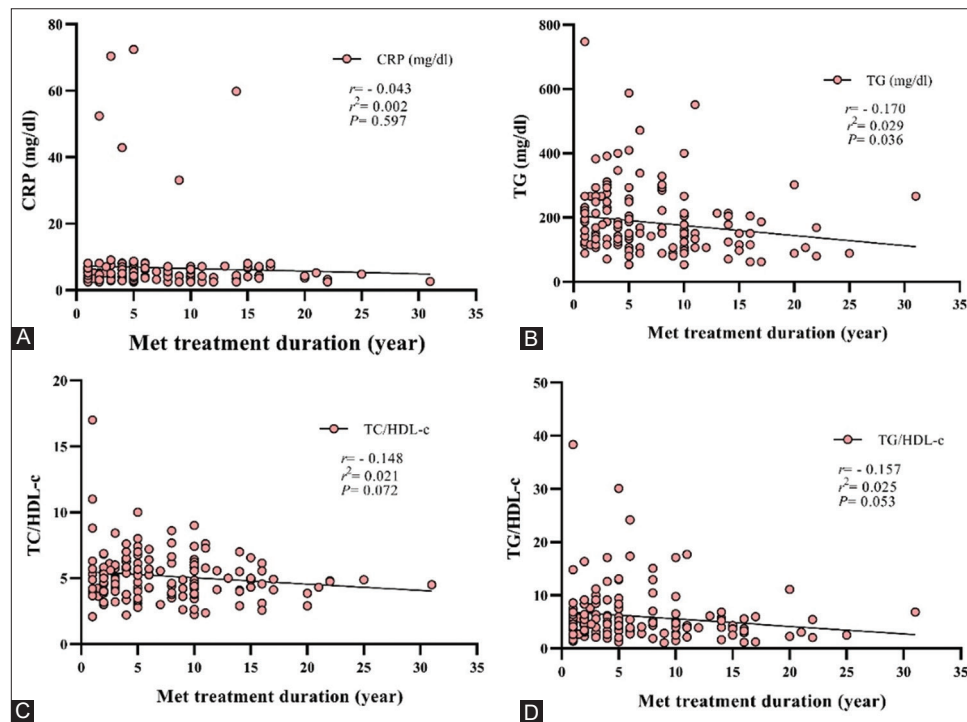 80
60
40
20
0
CRP (mg/dl)
CRP (mg/dl)
r= - 0.043
r²= 0.002
P= 0.597
0 5 10 15 20 25 30 35
Met treatment duration (year)
A
800
600
400
200
0
TG (mg/dl)
TG (mg/dl)
r= - 0.170
r²= 0.029
P= 0.036
0 5 10 15 20 25 30 35
Met treatment duration (year)
B
20
15
10
5
0
TC/HDL-c
TC/HDL-c
r= - 0.148
r²= 0.021
P= 0.072
0 5 10 15 20 25 30 35
Met treatment duration (year)
C
50
40
30
20
10
0
TG/HDL-c
TG/HDL-c
r= - 0.157
r²= 0.025
P= 0.053
0 5 10 15 20 25 30 35
Met treatment duration (year)
D